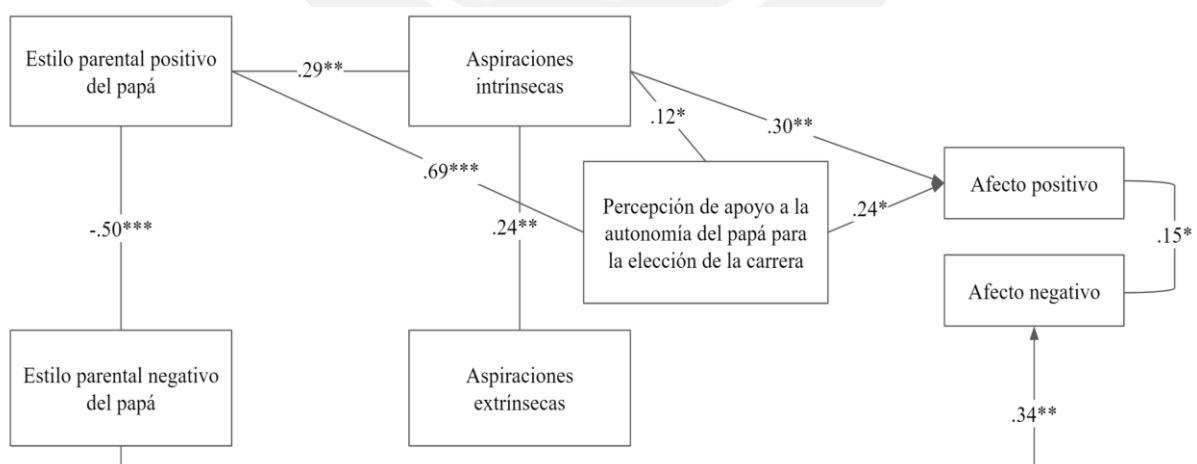 Estilo parental positivo
del papá
.29**
Aspiraciones
intrínsecas
.12*
.30**
.69***
-.50***
.24**
Percepción de apoyo a la
autonomía del papá para
la elección de la carrera
.24*
Afecto positivo
.15*
Afecto negativo
Estilo parental negativo
del papá
Aspiraciones
extrínsecas
.34**